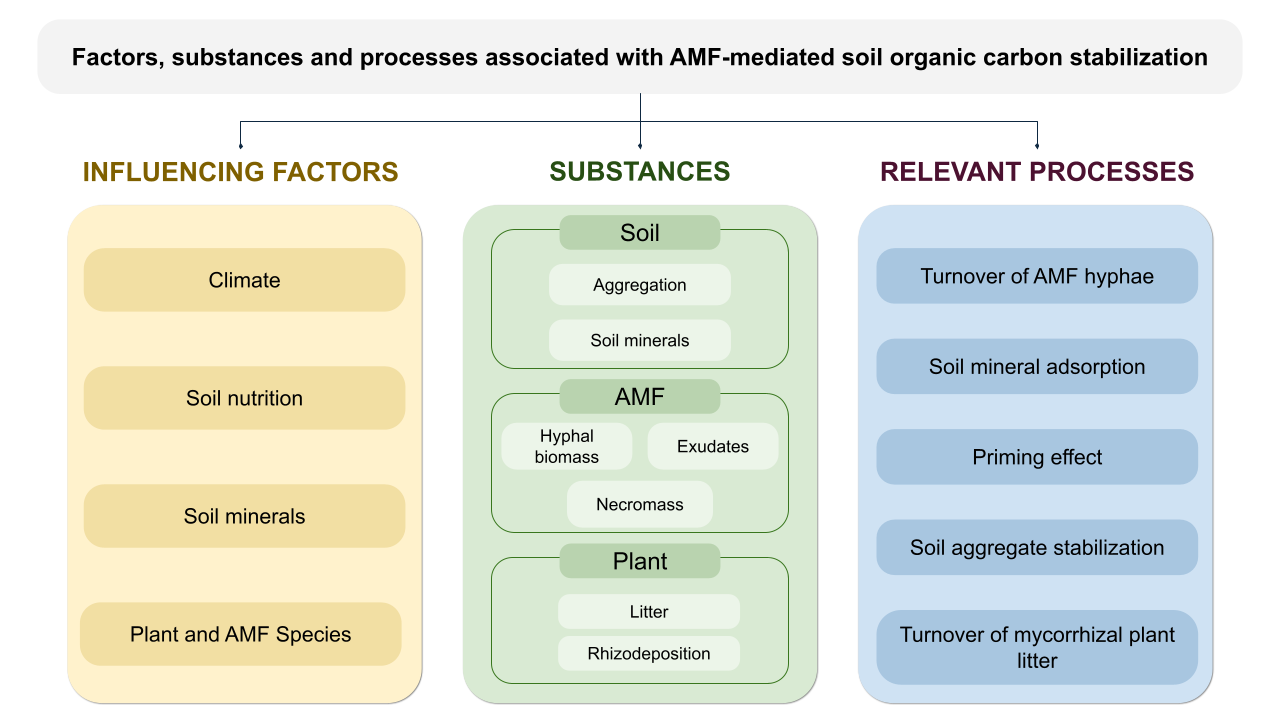 Factors, substances and processes associated with AMF-mediated soil organic carbon stabilization
INFLUENCING FACTORS
Climate
Soil nutrition
Soil minerals
Plant and AMF Species
SUBSTANCES
Soil
Aggregation
Soil minerals
AMF
Hyphal
biomass
Exudates
Necromass
Plant
Litter
Rhizodeposition
RELEVANT PROCESSES
Turnover of AMF hyphae
Soil mineral adsorption
Priming effect
Soil aggregate stabilization
Turnover of mycorrhizal plant
litter